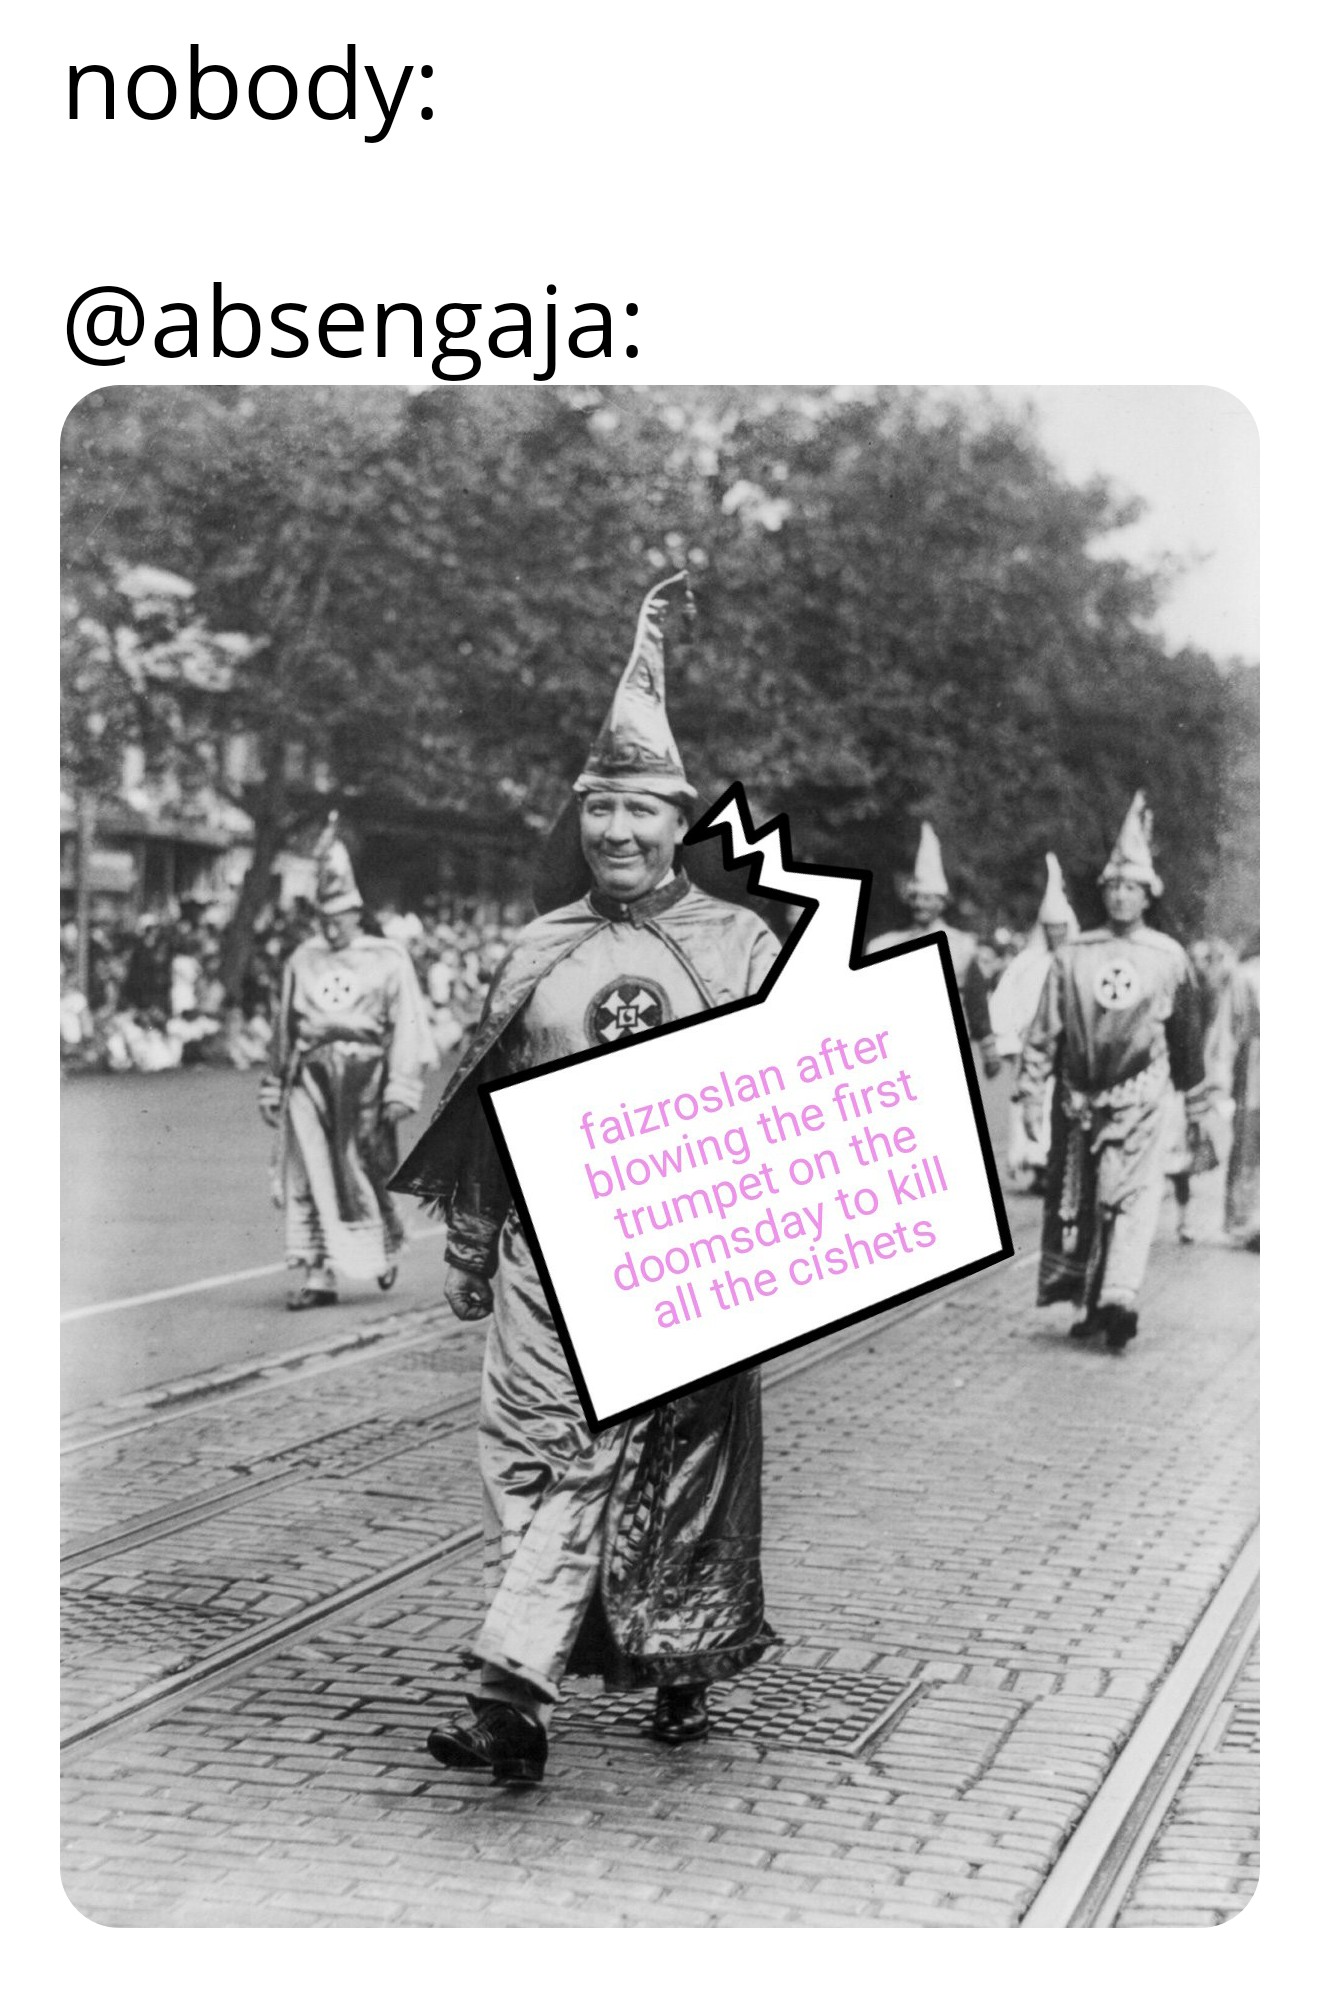 nobody:
@absengaja:
faizroslan after
blowing the first
trumpet on the
doomsday to kill
all the cishets